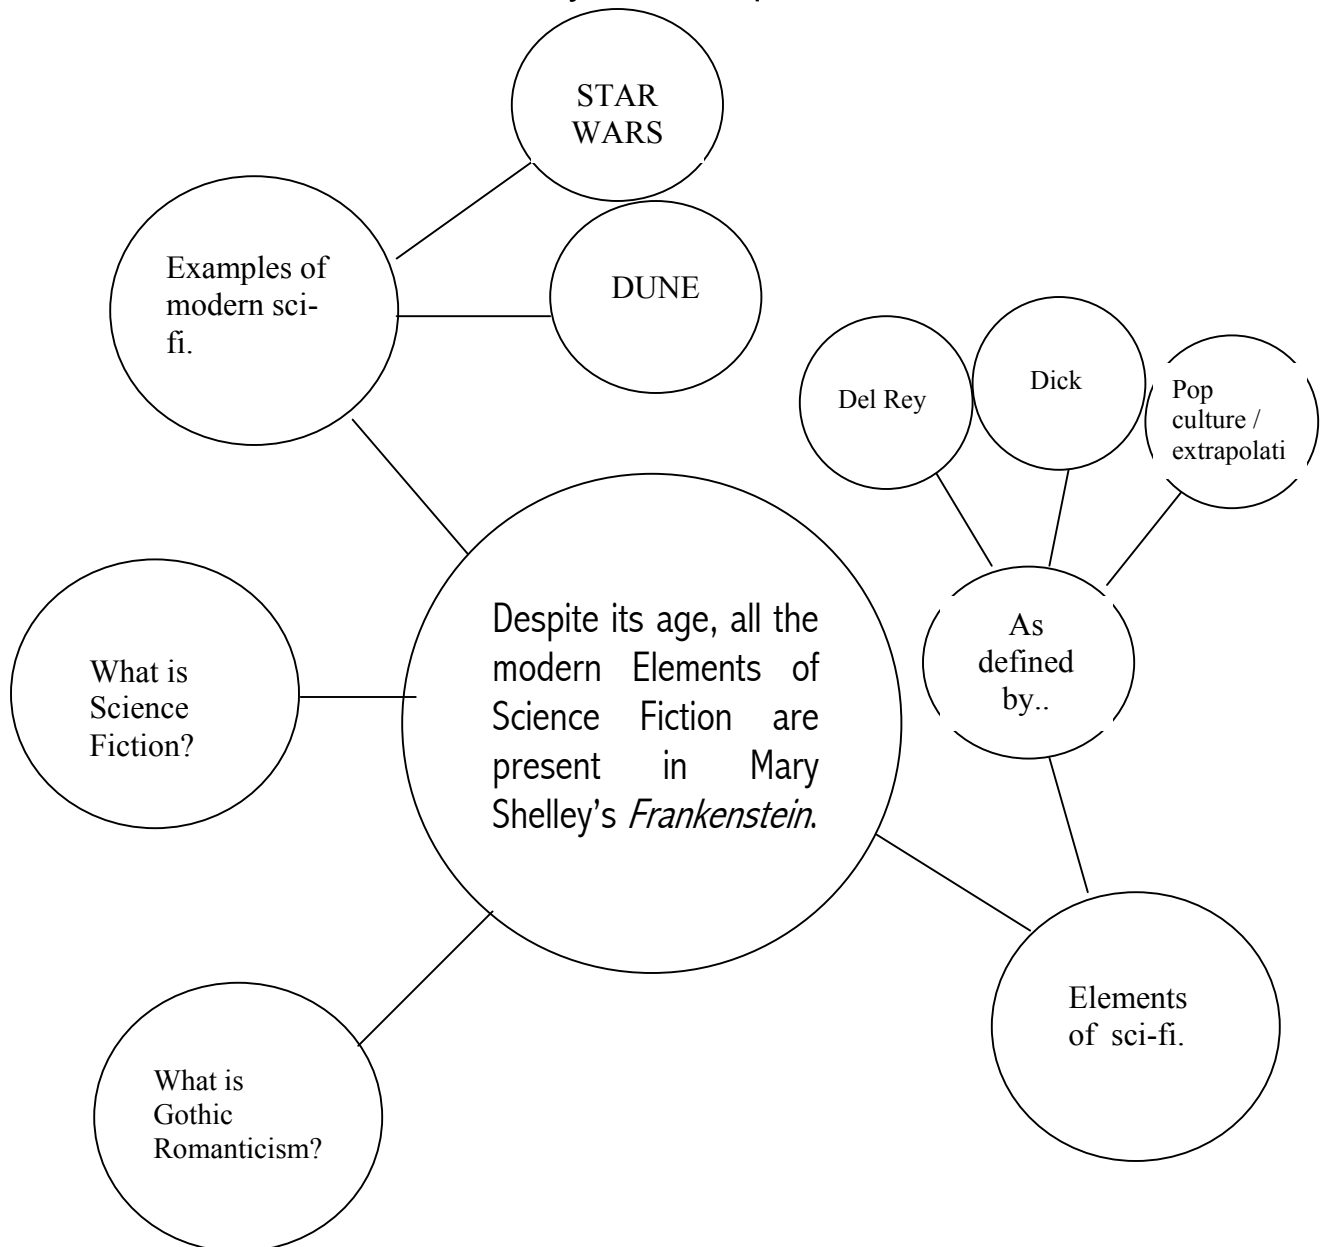 STAR
WARS
Examples of
modern sci-
fi.
DUNE
Del Rey
Dick
Pop
culture /
extrapolati
Despite its age, all the
modern Elements of
Science Fiction are
present in Mary
Shelley's Frankenstein.
As
defined
by..
What is
Science
Fiction?
Elements
of sci-fi.
What is
Gothic
Romanticism?